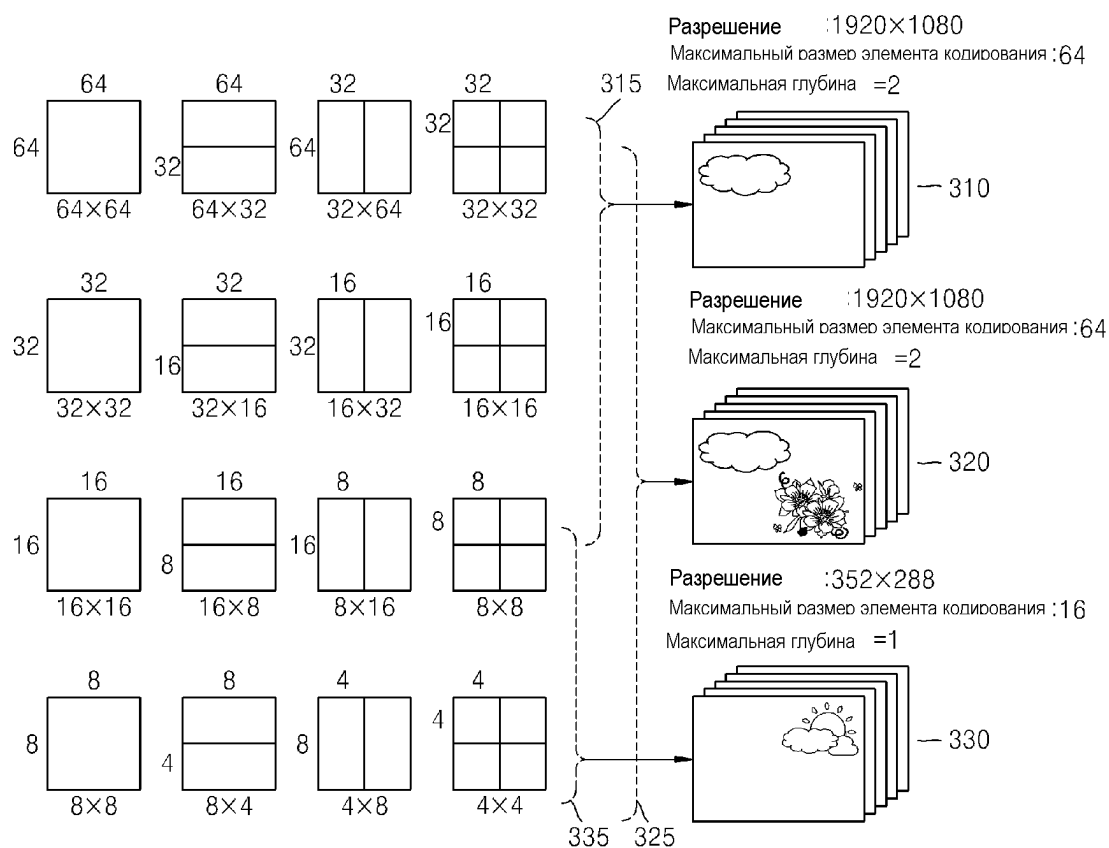 Разрешение :1920×1080
Максимальный размер элемента кодирования :64
Максимальная глубина =2
315
310
64 64 32 32
64 32 64 32
64×64 64×32 32×64 32×32
32 32 16 16
32 16 32 16
32×32 32×16 16×32 16×16
Разрешение :1920×1080
Максимальный размер элемента кодирования :64
Максимальная глубина =2
320
16 16 8 8
16 8 16 8
16×16 16×8 8×16 8×8
Разрешение :352×288
Максимальный размер элемента кодирования :16
Максимальная глубина =1
330
8 8 4 4
8 4 8 4
8×8 8×4 4×8 4×4
335 325